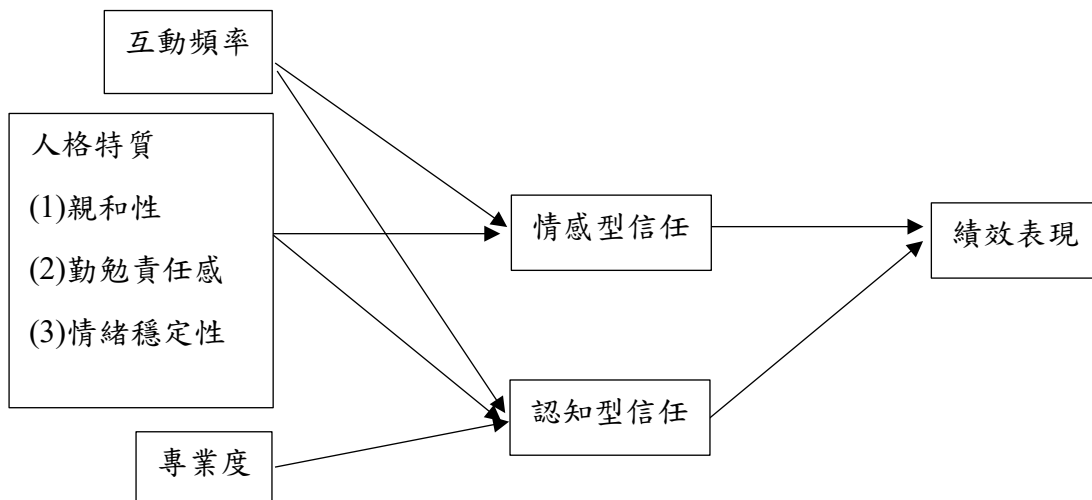 互動頻率
人格特質
(1)親和性
(2)勤勉責任感
(3)情緒穩定性
專業度
情感型信任
認知型信任
績效表現